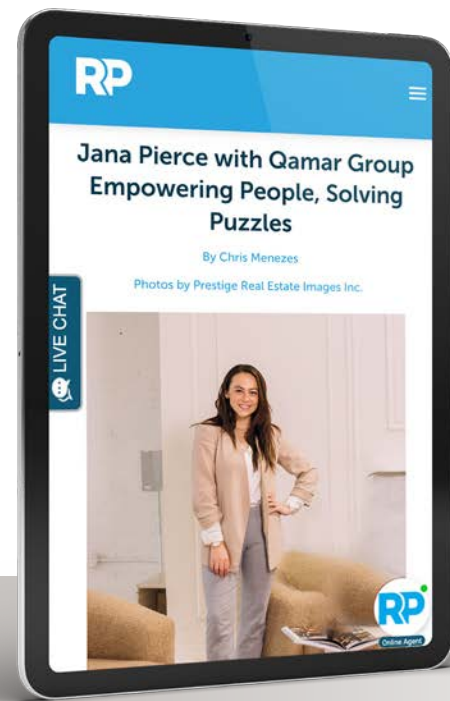 RP
Jana Pierce with Qamar Group
Empowering People, Solving
Puzzles
By Chris Menezes
Photos by Prestige Real Estate Images Inc.
LIVE CHAT
RP
Online Agent